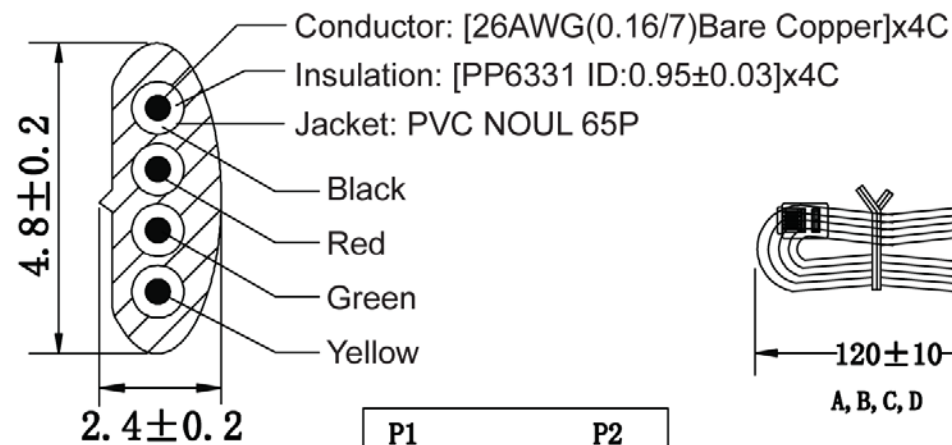 Conductor: [26AWG(0.16/7)Bare Copper]x4C
Insulation: [PP6331 ID:0.95±0.03]x4C
Jacket: PVC NOUL 65P
Black
Red
Green
Yellow
4.8±0.2
2.4±0.2
120±10
A, B, C, D
P1 P2